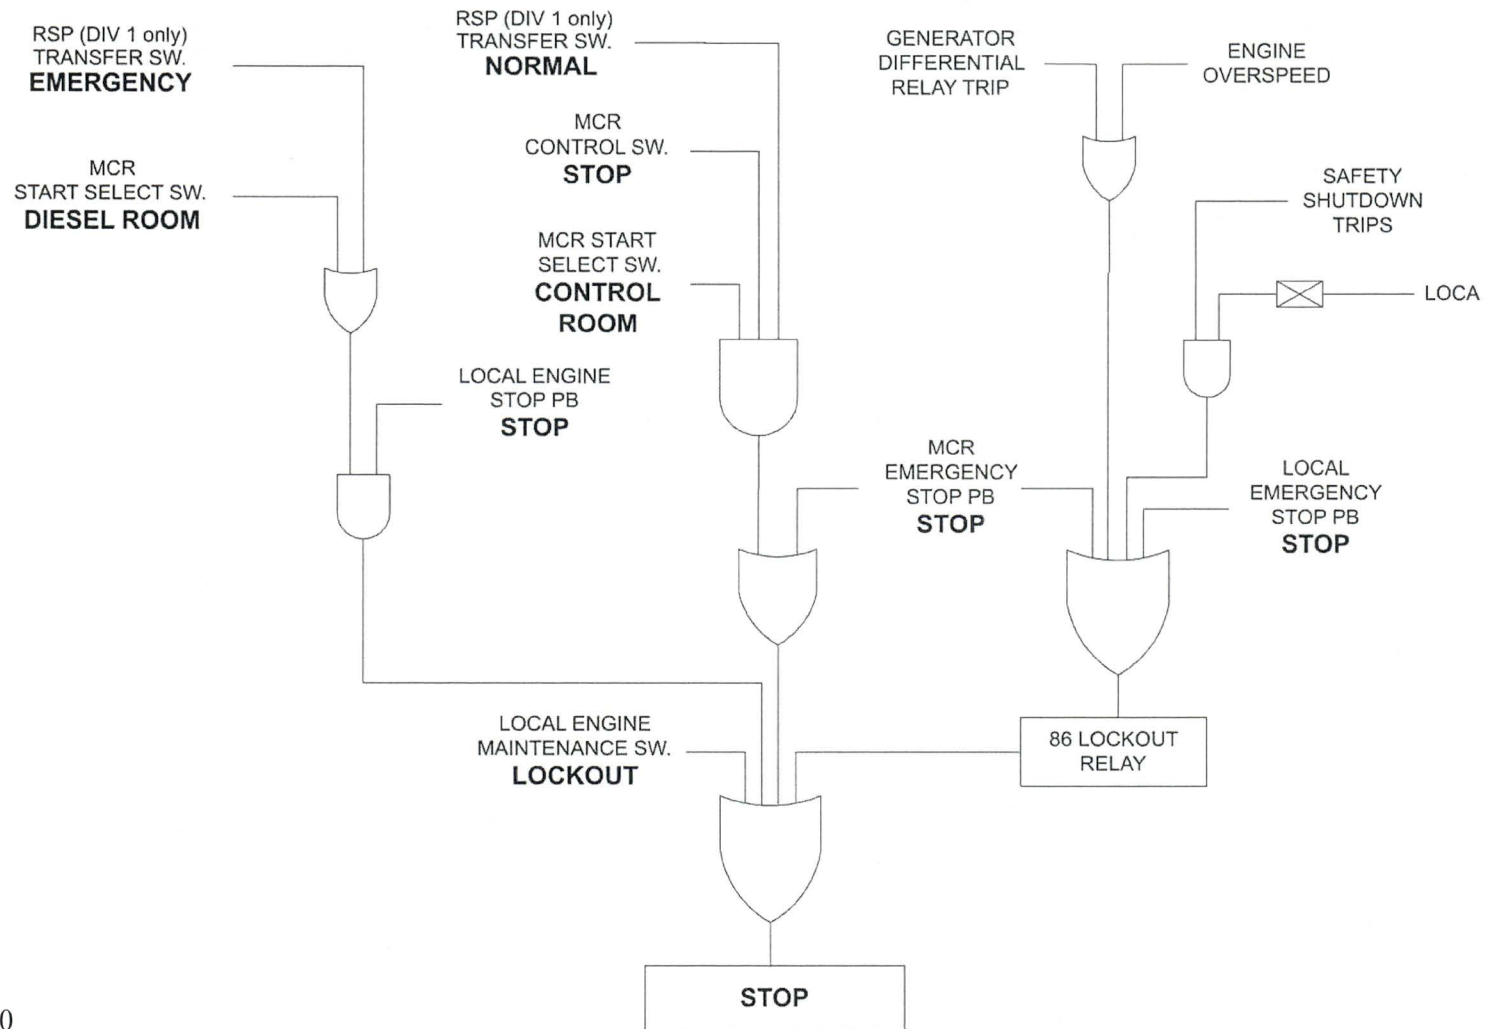 RSP (DIV 1 only)
TRANSFER SW.
EMERGENCY
MCR
START SELECT SW.
DIESEL ROOM
RSP (DIV 1 only)
TRANSFER SW.
NORMAL
MCR
CONTROL SW.
STOP
MCR START
SELECT SW.
CONTROL
ROOM
LOCAL ENGINE
STOP PB
STOP
GENERATOR
DIFFERENTIAL
RELAY TRIP
ENGINE
OVERSPEED
SAFETY
SHUTDOWN
TRIPS
LOCA
MCR
EMERGENCY
STOP PB
STOP
LOCAL
EMERGENCY
STOP PB
STOP
LOCAL ENGINE
MAINTENANCE SW.
LOCKOUT
86 LOCKOUT
RELAY
STOP
0